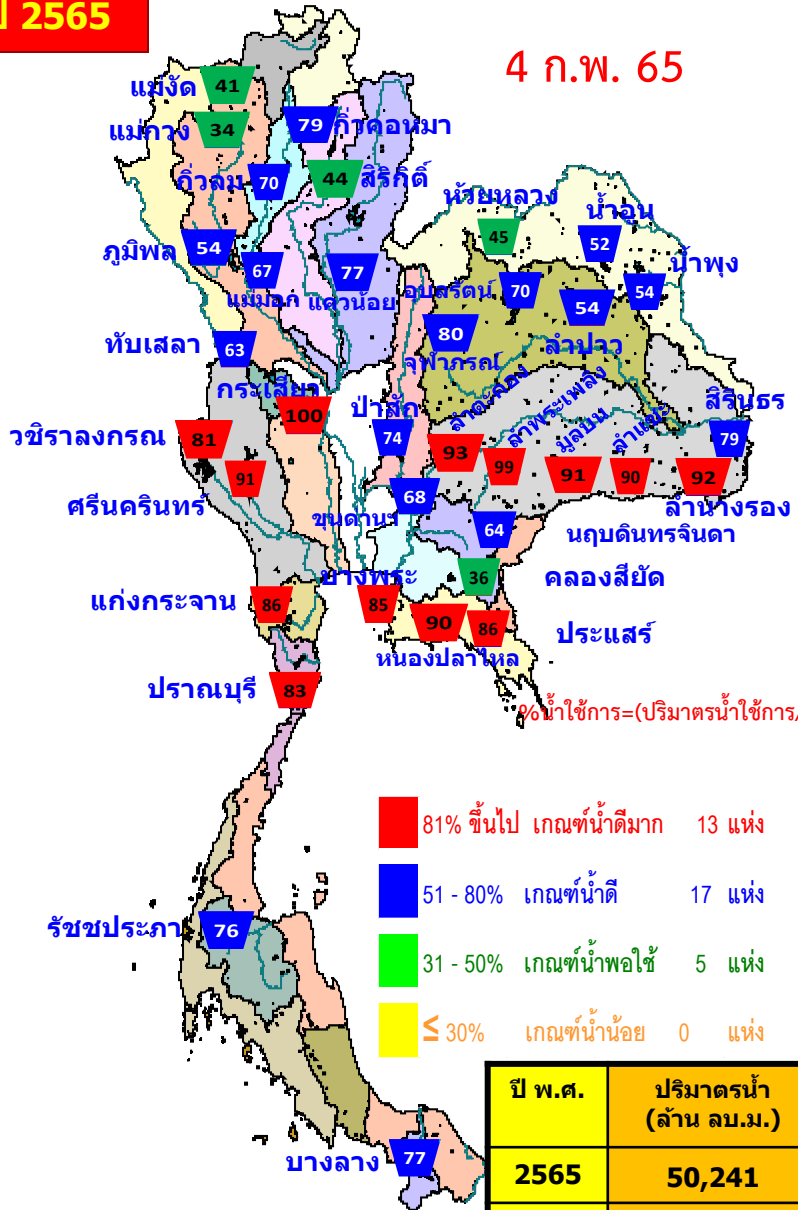 ปี 2565
4 ก.พ. 65
แม่งัด
41
แม่กวง
34
79 กิ่วคอหมา
กิ่วลม 70
44 สิริกิติ์
ห้วยหลวง
45
น้ำอูน
52
ภูมิพล 54
67
แม่มอก
77
แควน้อย
น้ำพุง
54
อุบลรัตน์ 70
54
ลำปาว
80
จุฬาภรณ์
ทับเสลา 63
กระเสียว
100
ป่าสัก
74
ลำตะคอง
93
ลำพระเพลิง
99
มูลบน
91
ลำแชะ
90
สิรินธร
79
92
ลำนางรอง
วชิราลงกรณ 81
91
ศรีนครินทร์
68
ขุนด่านฯ
64
นฤบดินทรจินดา
บางพระ
85
36 คลองสียัด
แก่งกระจาน 86
90
หนองปลาไหล
86 ประแสร์
ปราณบุรี 83
%น้ำใช้การ=(ปริมาตรน้ำใช้การ/
81% ขึ้นไป เกณฑ์น้ำดีมาก 13 แห่ง
51 - 80% เกณฑ์น้ำดี 17 แห่ง
31 - 50% เกณฑ์น้ำพอใช้ 5 แห่ง
≤ 30% เกณฑ์น้ำน้อย 0 แห่ง
รัชชประภา 76
บางลาง 77
ปี พ.ศ. ปริมาตรน้ำ
(ล้าน ลบ.ม.)
2565 50,241